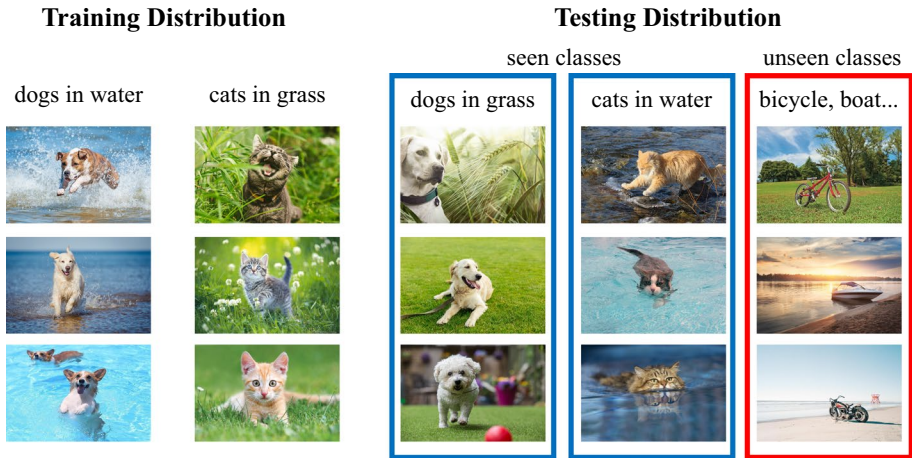 Training Distribution
Testing Distribution
seen classes
unseen classes
dogs in water
cats in grass
dogs in grass
cats in water
bicycle, boat...